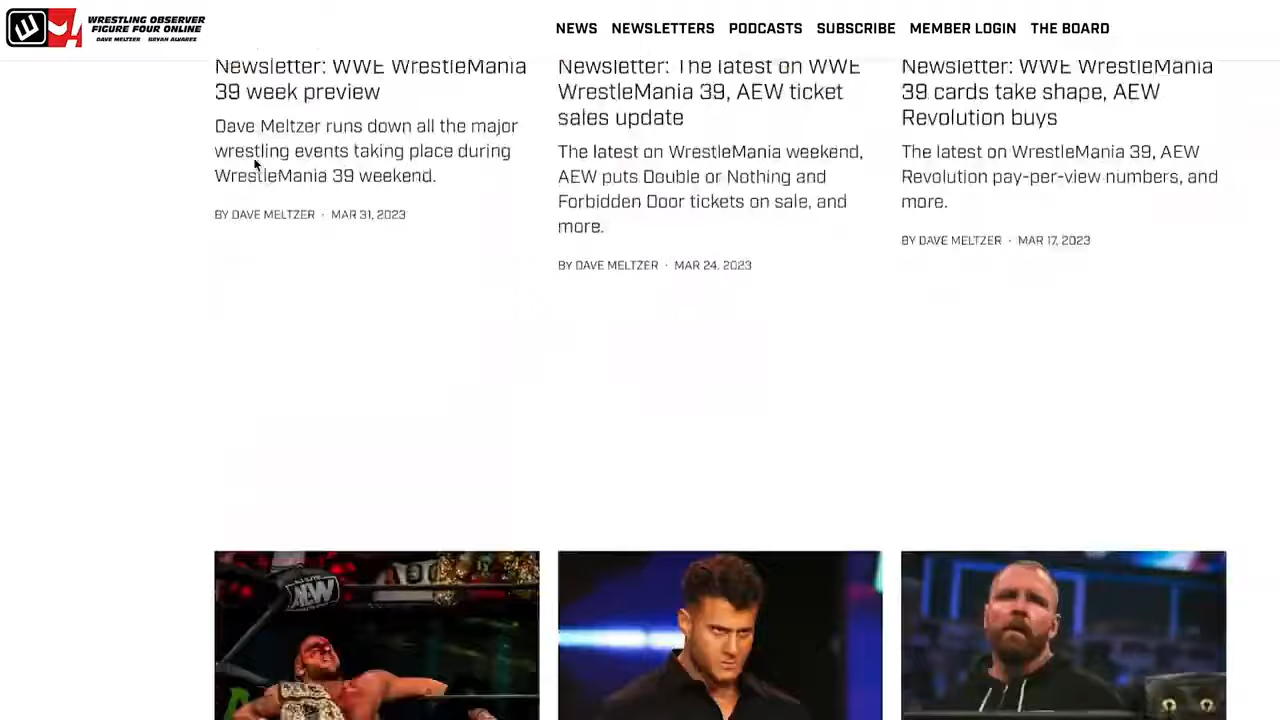 WRESTLING OBSERVER
FIGURE FOUR ONLINE
DAVE MELTZER BRYAN ALVAREZ
NEWS NEWSLETTERS PODCASTS SUBSCRIBE MEMBER LOGIN THE BOARD
Newsletter: WWE WrestleMania
39 week preview
Dave Meltzer runs down all the major
wrestling events taking place during
WrestleMania 39 weekend.
BY DAVE MELTZER · MAR 31, 2023
Newsletter: The latest on WWE
WrestleMania 39, AEW ticket
sales update
The latest on WrestleMania weekend,
AEW puts Double or Nothing and
Forbidden Door tickets on sale, and
more.
BY DAVE MELTZER · MAR 24, 2023
Newsletter: WWE WrestleMania
39 cards take shape, AEW
Revolution buys
The latest on WrestleMania 39, AEW
Revolution pay-per-view numbers, and
more.
BY DAVE MELTZER · MAR 17, 2023
AEW